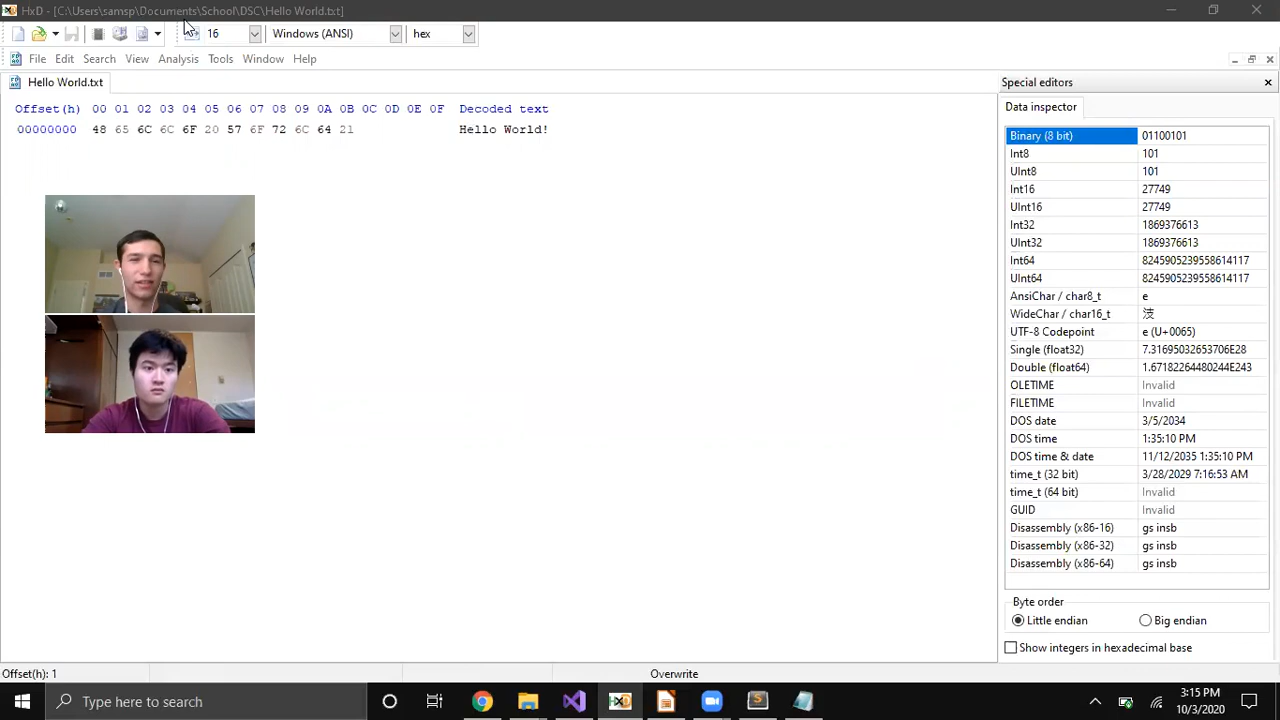 HxD - [C:\Users\samsp\Documents\School\DSC\Hello World.txt]
16 Windows (ANSI) hex
File Edit Search View Analysis Tools Window Help
Hello World.txt
Offset(h) 00 01 02 03 04 05 06 07 08 09 0A 0B 0C 0D 0E 0F Decoded text
00000000 48 65 6C 6C 6F 20 57 6F 72 6C 64 21 Hello World!
Special editors
Data inspector
Binary (8 bit) 01100101
Int8 101
UInt8 101
Int16 27749
UInt16 27749
Int32 1869376613
UInt32 1869376613
Int64 8245905239558614117
UInt64 8245905239558614117
AnsiChar / char8_t e
WideChar / char16_t
UTF-8 Codepoint e (U+0065)
Single (float32) 7.31695032653706E28
Double (float64) 1.67182264480244E243
OLETIME Invalid
FILETIME Invalid
DOS date 3/5/2034
DOS time 1:35:10 PM
DOS time & date 11/12/2035 1:35:10 PM
time_t (32 bit) 3/28/2029 7:16:53 AM
time_t (64 bit) Invalid
GUID Invalid
Disassembly (x86-16) gs insb
Disassembly (x86-32) gs insb
Disassembly (x86-64) gs insb
Byte order
Little endian Big endian
Show integers in hexadecimal base
Offset(h): 1 Overwrite
Type here to search
3:15 PM
10/3/2020